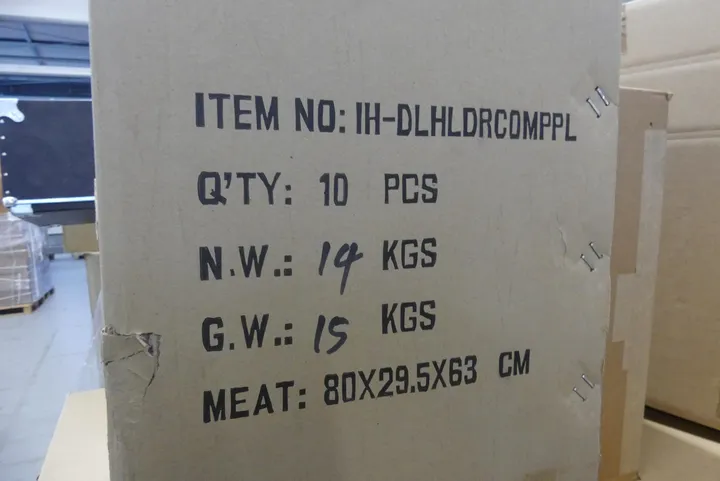 ITEM NO: IH-DLHLDRCOMPPL
Q'TY: 10 PCS
N.W.: 14 KGS
G.W.: 15 KGS
MEAT: 80X29.5X63 CM